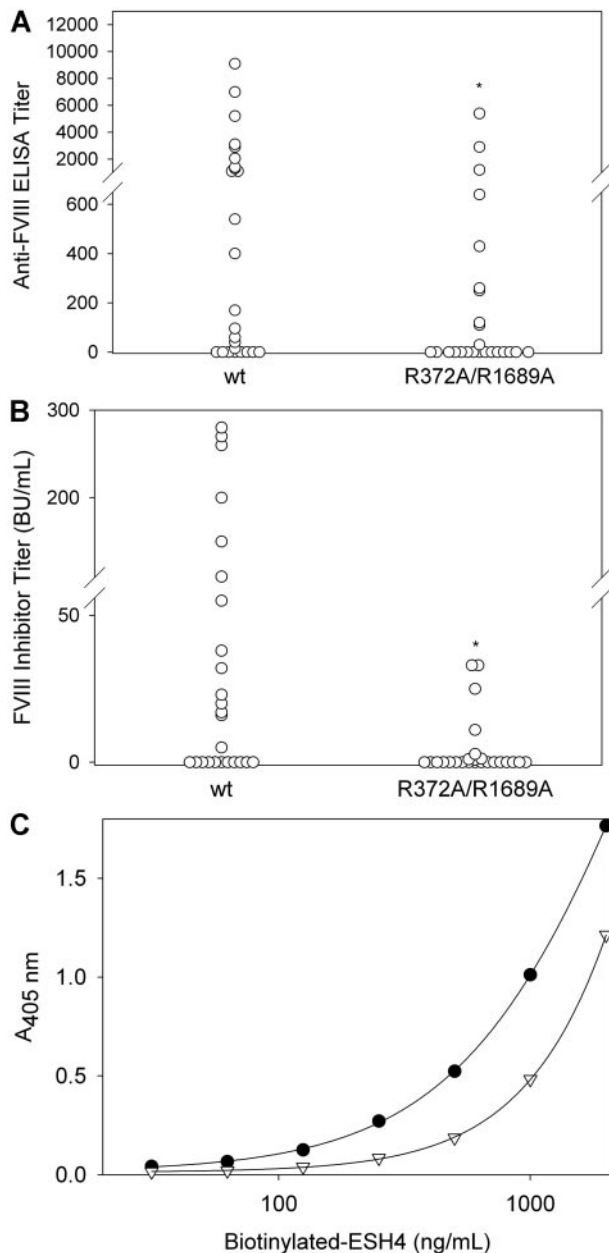 A
12000
10000
8000
6000
4000
2000
600
400
200
0
Anti-FVIII ELISA Titer
*
wt
R372A/R1689A
B
300
200
50
0
FVIII Inhibitor Titer (BU/mL)
*
wt
R372A/R1689A
C
1.5
1.0
0.5
0.0
A405 nm
100
1000
Biotinylated-ESH4 (ng/mL)